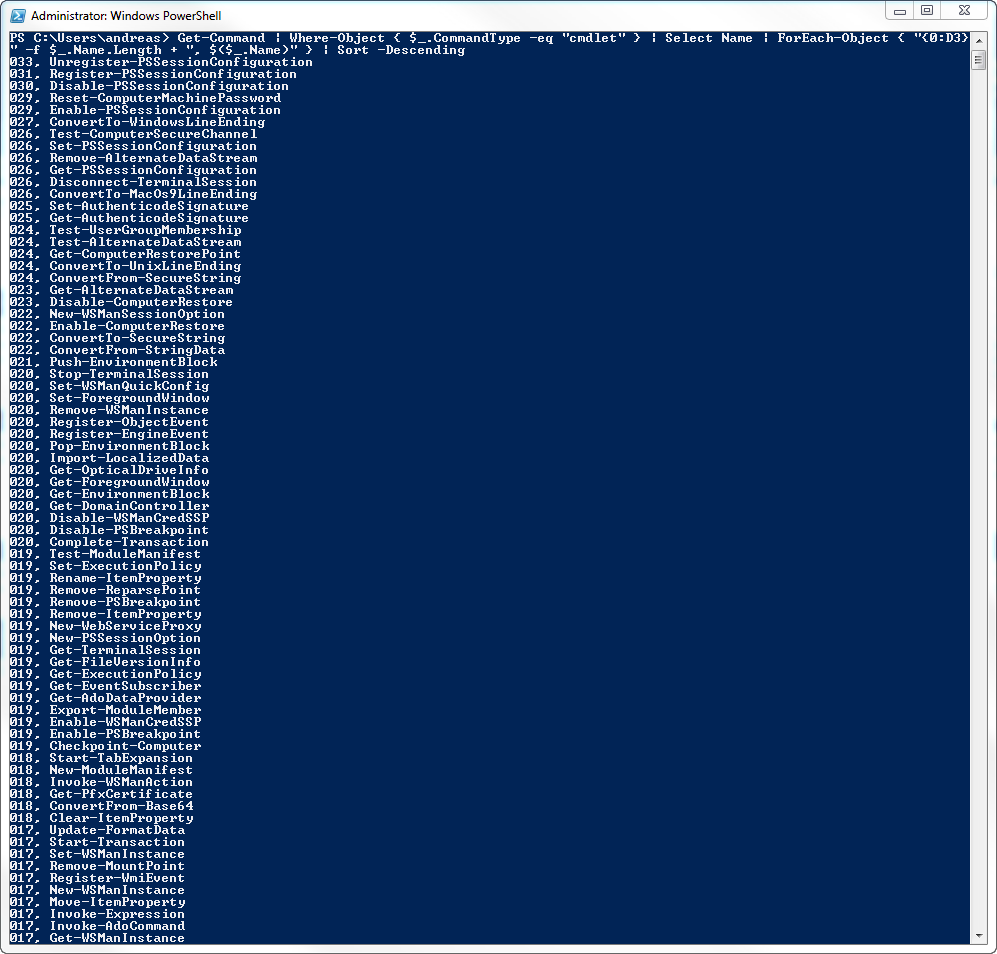 Administrator: Windows PowerShell
PS C:\Users\andreas> Get-Command | Where-Object { $_.CommandType -eq "cmdlet" } | Select Name | ForEach-Object { "{0:D3}
" -f $_.Name.Length + ", $($_.Name)" } | Sort -Descending
033, Unregister-PSSessionConfiguration
031, Register-PSSessionConfiguration
030, Disable-PSSessionConfiguration
029, Reset-ComputerMachinePassword
029, Enable-PSSessionConfiguration
027, ConvertTo-WindowsLineEnding
026, Test-ComputerSecureChannel
026, Set-PSSessionConfiguration
026, Remove-AlternateDataStream
026, Get-PSSessionConfiguration
026, Disconnect-TerminalSession
026, ConvertTo-MacOs9LineEnding
025, Set-AuthenticodeSignature
025, Get-AuthenticodeSignature
024, Test-UserGroupMembership
024, Test-AlternateDataStream
024, Get-ComputerRestorePoint
024, ConvertTo-UnixLineEnding
024, ConvertFrom-SecureString
023, Get-AlternateDataStream
023, Disable-ComputerRestore
022, New-WSManSessionOption
022, Enable-ComputerRestore
022, ConvertTo-SecureString
022, ConvertFrom-StringData
021, Push-EnvironmentBlock
020, Stop-TerminalSession
020, Set-WSManQuickConfig
020, Set-ForegroundWindow
020, Remove-WSManInstance
020, Register-ObjectEvent
020, Register-EngineEvent
020, Pop-EnvironmentBlock
020, Import-LocalizedData
020, Get-OpticalDriveInfo
020, Get-ForegroundWindow
020, Get-EnvironmentBlock
020, Get-DomainController
020, Disable-WSManCredSSP
020, Disable-PSBreakpoint
020, Complete-Transaction
019, Test-ModuleManifest
019, Set-ExecutionPolicy
019, Rename-ItemProperty
019, Remove-ReparsePoint
019, Remove-PSBreakpoint
019, Remove-ItemProperty
019, New-WebServiceProxy
019, New-PSSessionOption
019, Get-TerminalSession
019, Get-FileVersionInfo
019, Get-ExecutionPolicy
019, Get-EventSubscriber
019, Get-AdoDataProvider
019, Export-ModuleMember
019, Enable-WSManCredSSP
019, Enable-PSBreakpoint
019, Checkpoint-Computer
018, Start-TabExpansion
018, New-ModuleManifest
018, Invoke-WSManAction
018, Get-PfxCertificate
018, ConvertFrom-Base64
018, Clear-ItemProperty
017, Update-FormatData
017, Start-Transaction
017, Set-WSManInstance
017, Remove-MountPoint
017, Register-WmiEvent
017, New-WSManInstance
017, Move-ItemProperty
017, Invoke-Expression
017, Invoke-AdoCommand
017, Get-WSManInstance